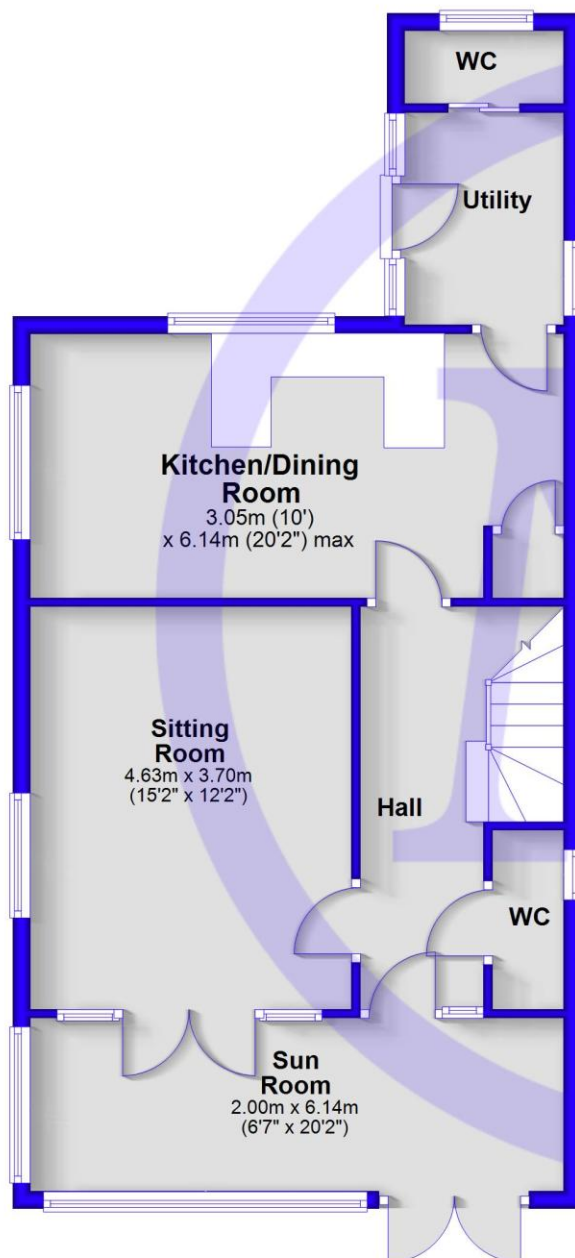 WC
Utility
Kitchen/Dining
Room
3.05m (10')
x 6.14m (20'2") max
Sitting
Room
4.63m x 3.70m
(15'2" x 12'2")
Hall
WC
Sun
Room
2.00m x 6.14m
(6'7" x 20'2")